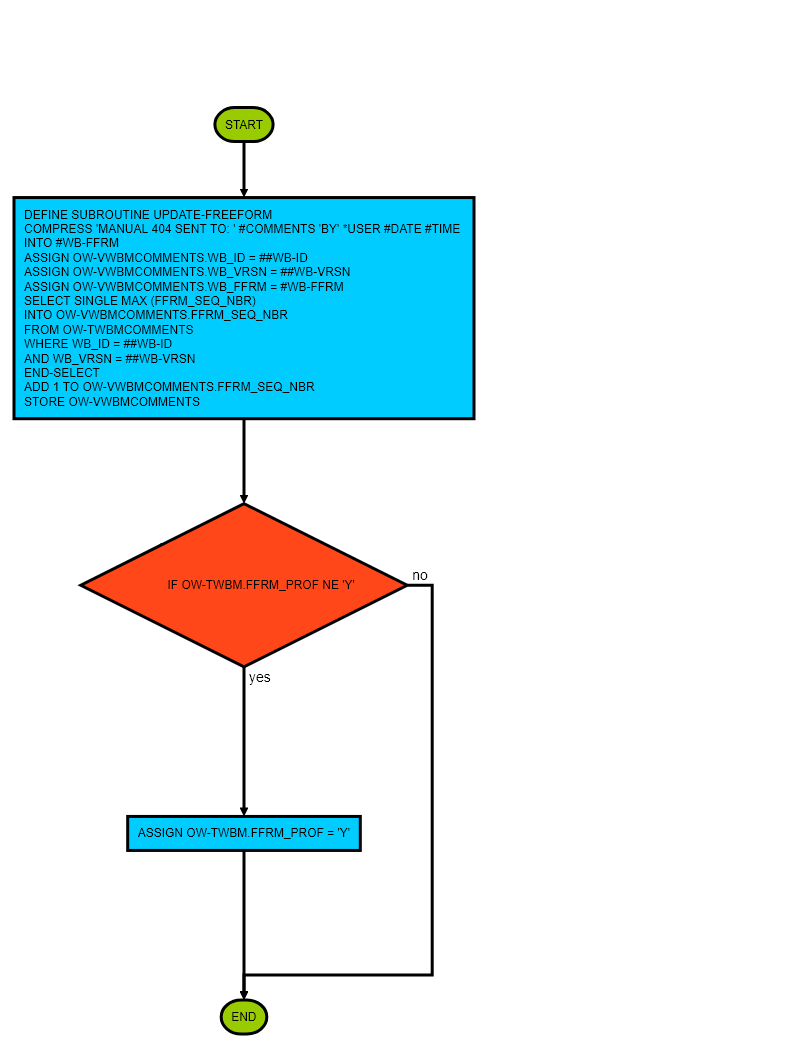 START
DEFINE SUBROUTINE UPDATE-FREEFORM
COMPRESS 'MANUAL 404 SENT TO: ' #COMMENTS 'BY' *USER #DATE #TIME
INTO #WB-FFRM
ASSIGN OW-VWBMCOMMENTS.WB_ID = ##WB-ID
ASSIGN OW-VWBMCOMMENTS.WB_VRSN = ##WB-VRSN
ASSIGN OW-VWBMCOMMENTS.WB_FFRM = #WB-FFRM
SELECT SINGLE MAX (FFRM_SEQ_NBR)
INTO OW-VWBMCOMMENTS.FFRM_SEQ_NBR
FROM OW-TWBMCOMMENTS
WHERE WB_ID = ##WB-ID
AND WB_VRSN = ##WB-VRSN
END-SELECT
ADD 1 TO OW-VWBMCOMMENTS.FFRM_SEQ_NBR
STORE OW-VWBMCOMMENTS
IF OW-TWBM.FFRM_PROF NE 'Y'
no
yes
ASSIGN OW-TWBM.FFRM_PROF = 'Y'
END